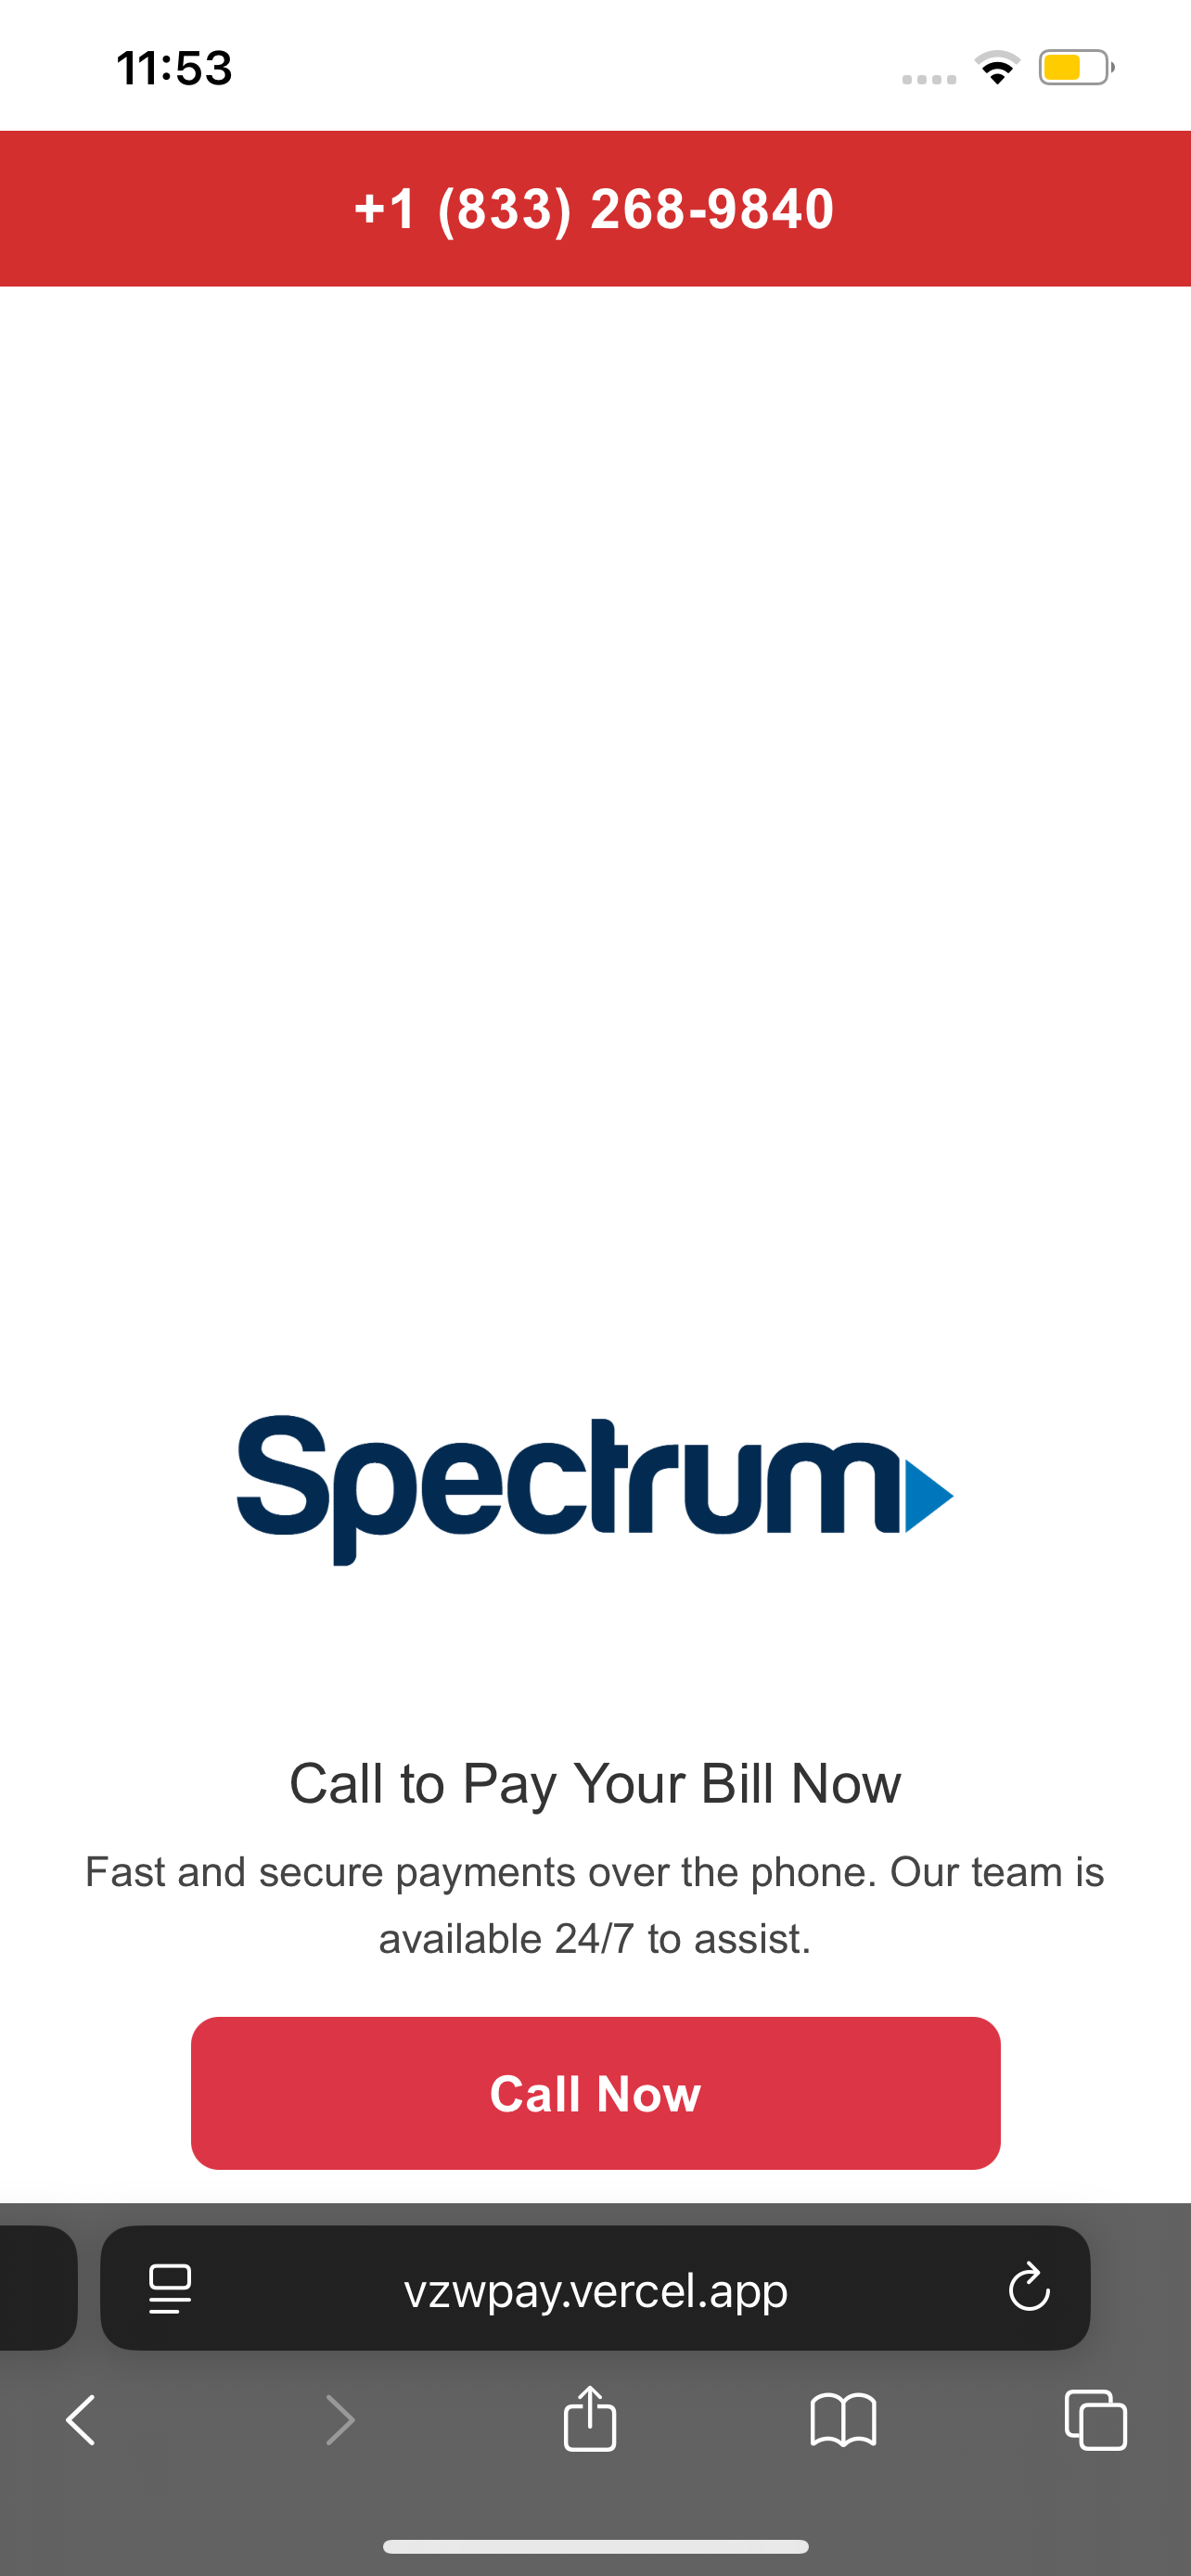 11:53
+1 (833) 268-9840
Spectrum
Call to Pay Your Bill Now
Fast and secure payments over the phone. Our team is
available 24/7 to assist.
Call Now
vzwpay.vercel.app